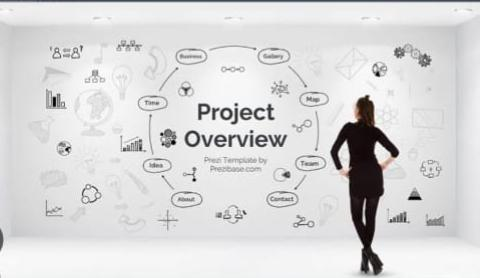 Business
Gallery
Time
Map
Project
Overview
Prezi Template by
Prezibase.com
Idea
Team
About
Contact